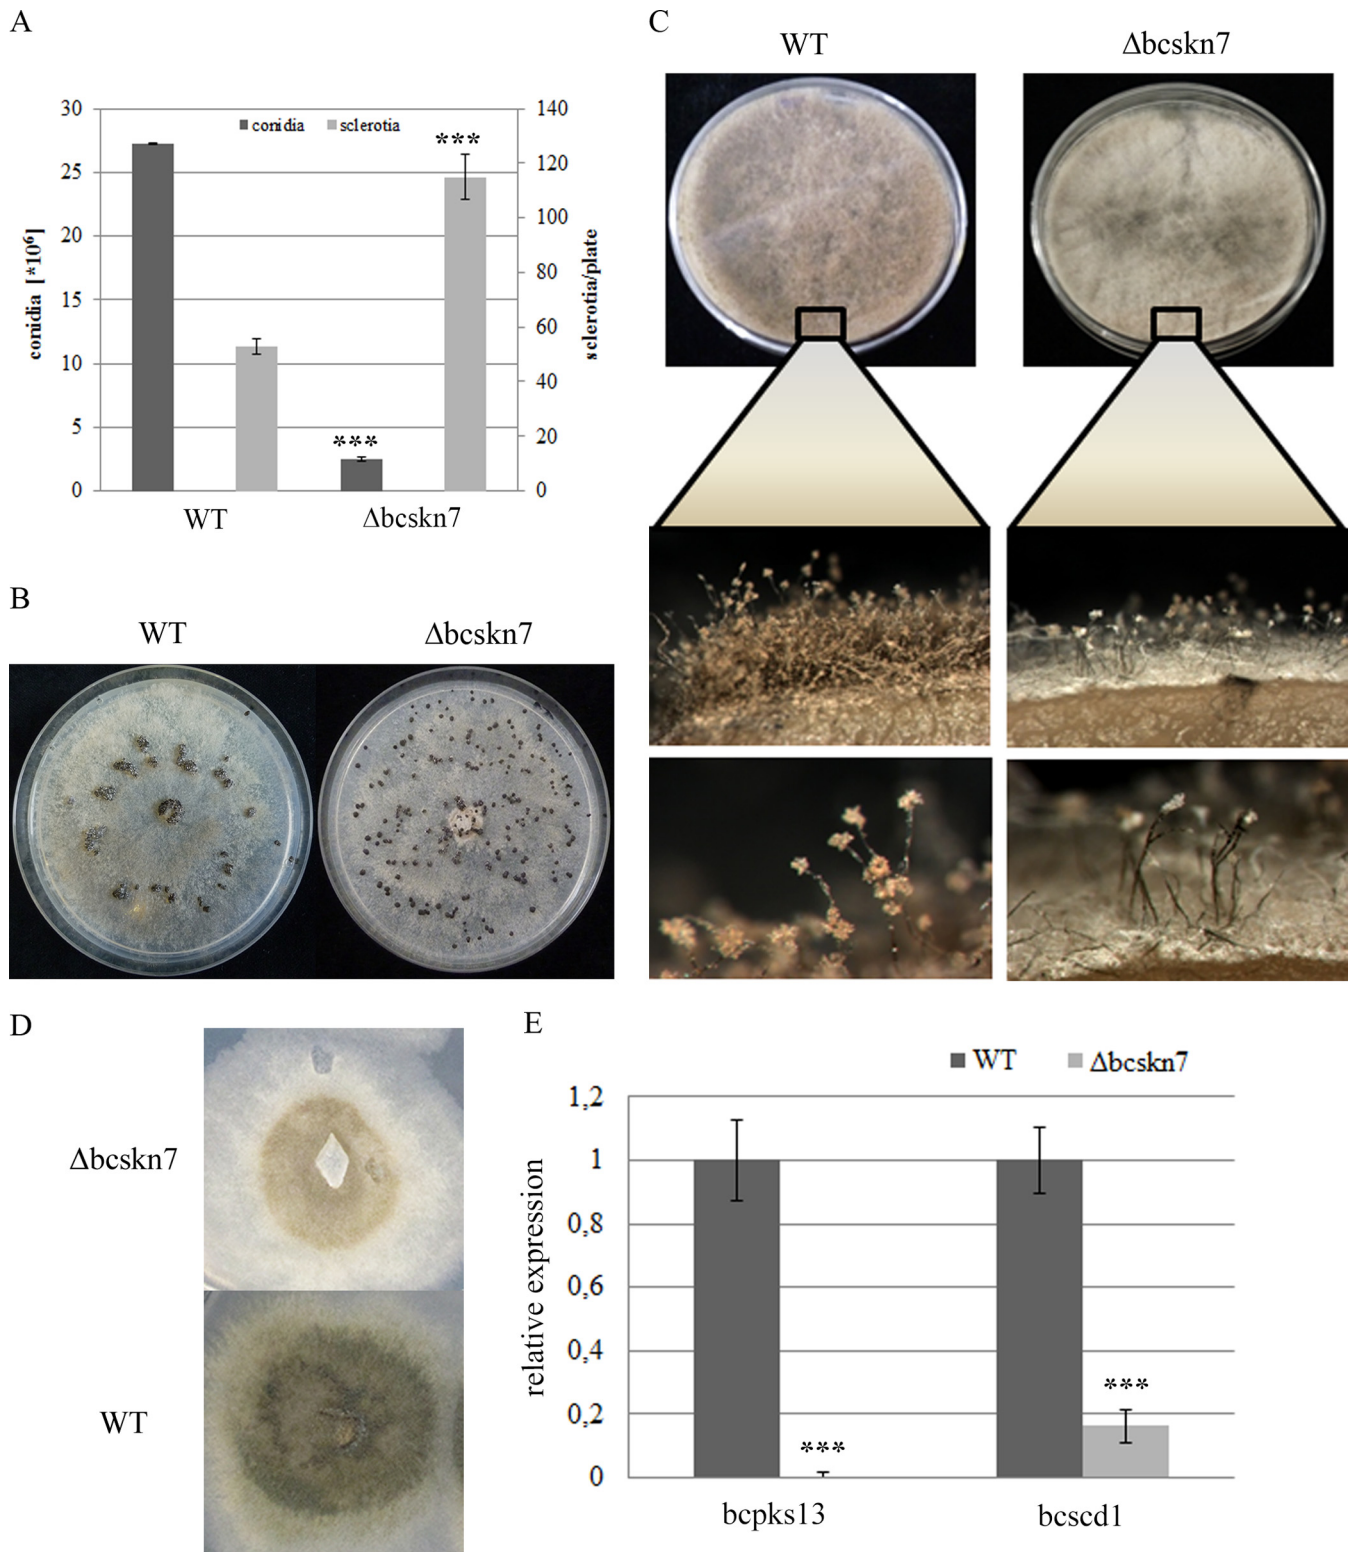 A
30
25
20
15
10
5
0
conidia [*10⁶]
conidia
sclerotia
140
120
100
80
60
40
20
0
sclerotia/plate
***
***
WT
Δbcskn7
B
WT
Δbcskn7
C
WT
Δbcskn7
D
Δbcskn7
WT
E
WT
Δbcskn7
1,2
1
0,8
0,6
0,4
0,2
0
relative expression
***
***
bcpks13
bcscd1